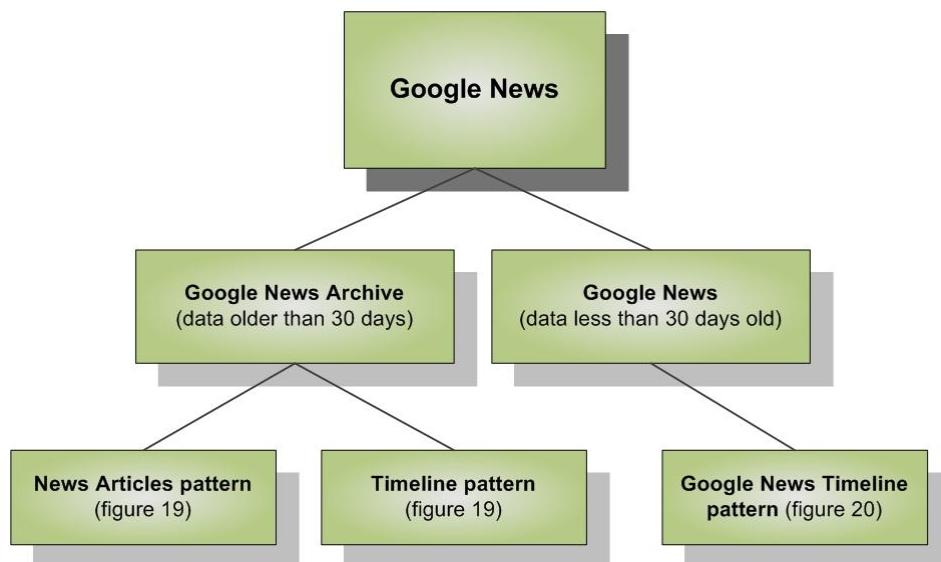 Google News
Google News Archive
(data older than 30 days)
Google News
(data less than 30 days old)
News Articles pattern
(figure 19)
Timeline pattern
(figure 19)
Google News Timeline
pattern (figure 20)